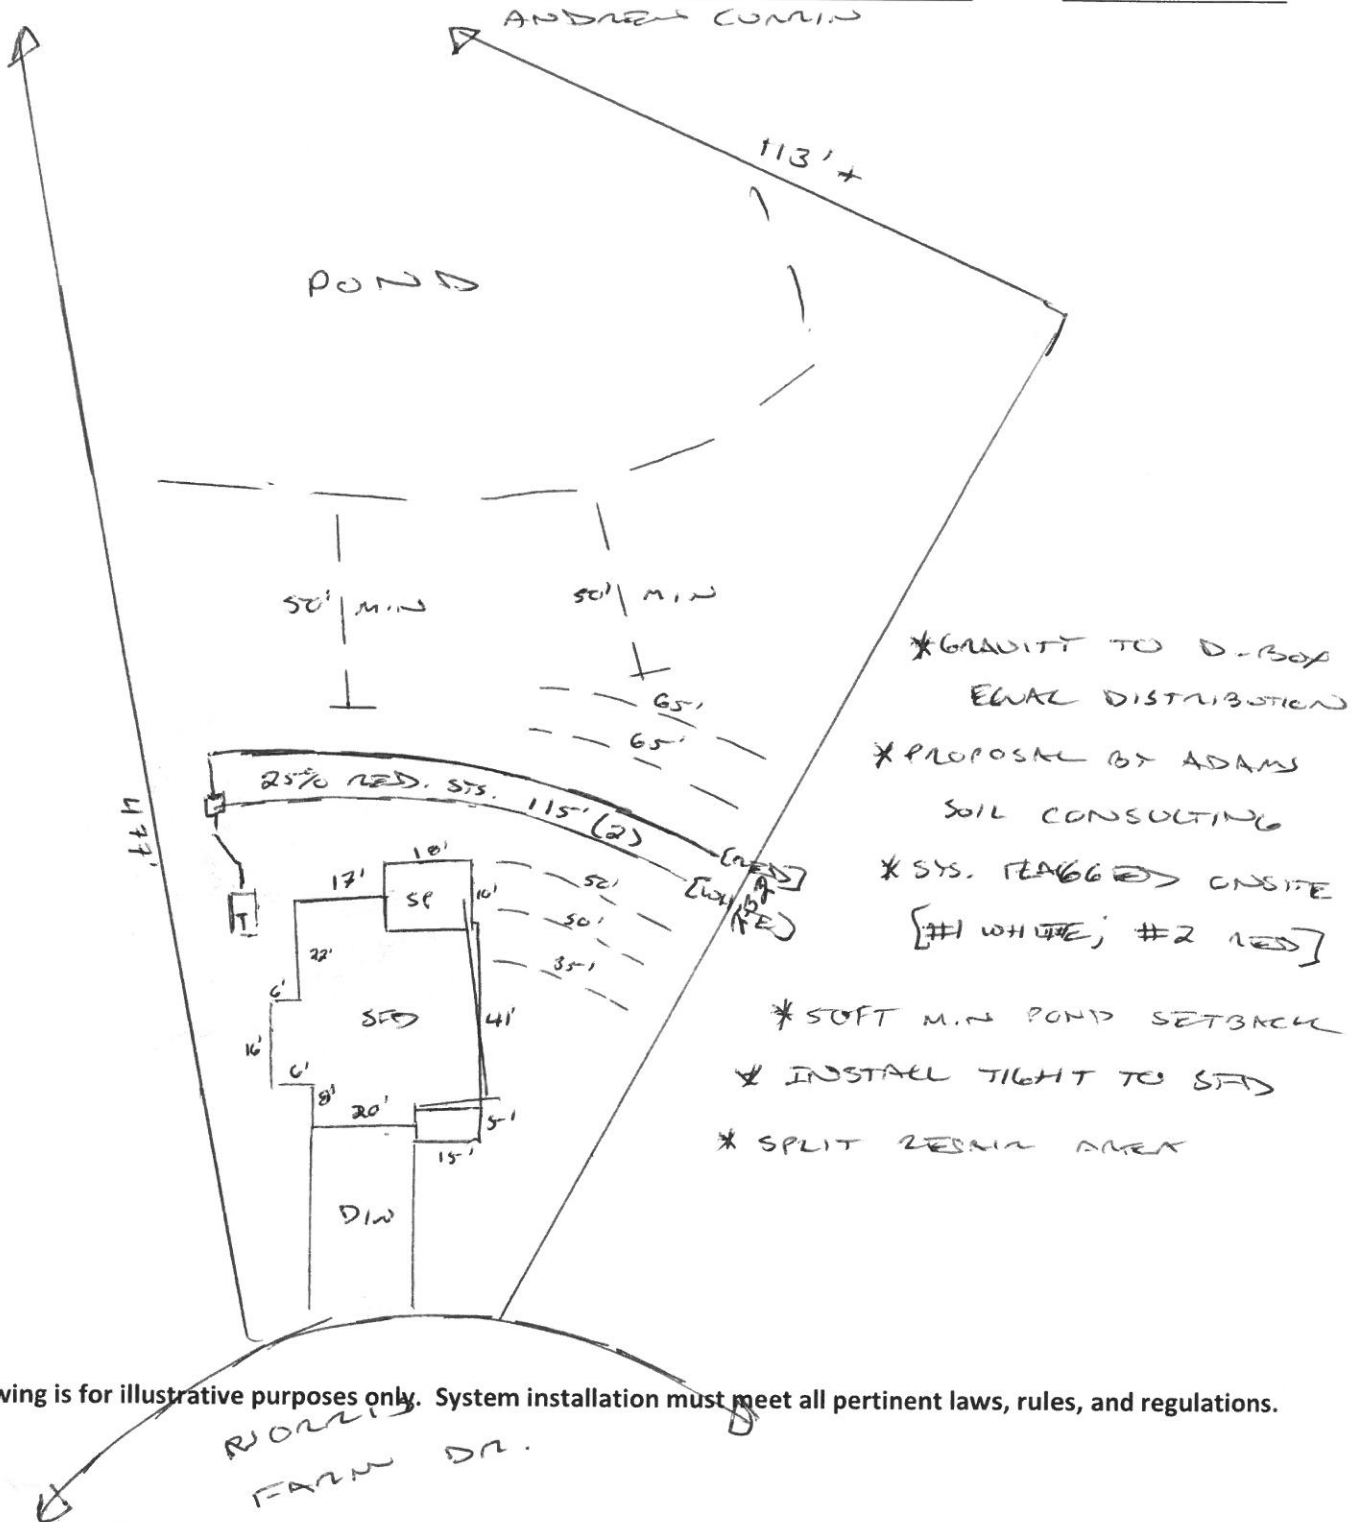 ANDREW CURRIN
113'+
POND
477'
50' MIN
50' MIN
65'
65'
25% RED. SYS. 115' (2)
[RED]
[WHITE]
*GRAVITY TO D-BOX
EQUAL DISTRIBUTION
*PROPOSAL BY ADAMS
SOIL CONSULTING
*SYS. FLAGGED ONSITE
[#1 WHITE; #2 RED]
*50FT MIN POND SETBACK
*INSTALL TIGHT TO SFD
*SPLIT REPAIR AREA
T
17'
18'
SP
10'
50'
35'
22'
6'
16'
6'
8'
SFD
41'
20'
5'
15'
D/W
wing is for illustrative purposes only. System installation must meet all pertinent laws, rules, and regulations.
NORRIS
FARM DR.